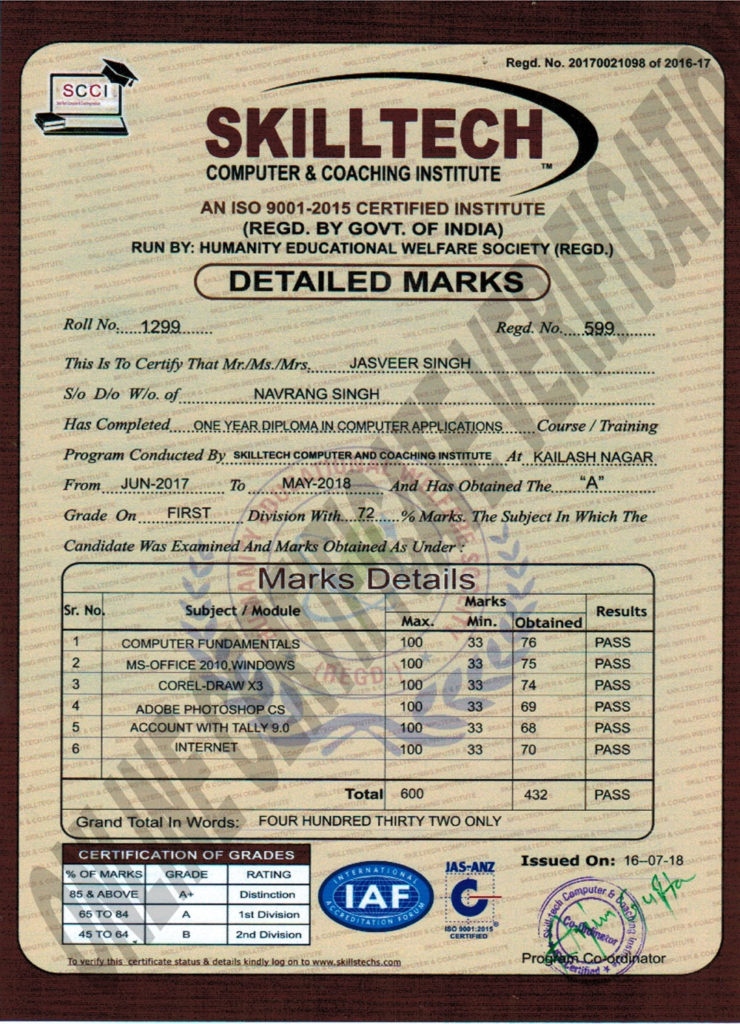 Regd. No. 20170021098 of 2016-17
SCCI
SKILLTECH™
COMPUTER & COACHING INSTITUTE
AN ISO 9001-2015 CERTIFIED INSTITUTE
(REGD. BY GOVT. OF INDIA)
RUN BY: HUMANITY EDUCATIONAL WELFARE SOCIETY (REGD.)
DETAILED MARKS
Roll No. 1299 Regd. No. 599
This Is To Certify That Mr./Ms./Mrs. JASVEER SINGH
S/o D/o W/o. of NAVRANG SINGH
Has Completed ONE YEAR DIPLOMA IN COMPUTER APPLICATIONS Course / Training
Program Conducted By SKILLTECH COMPUTER AND COACHING INSTITUTE At KAILASH NAGAR
From JUN-2017 To MAY-2018 And Has Obtained The "A"
Grade On FIRST Division With 72 % Marks. The Subject In Which The
Candidate Was Examined And Marks Obtained As Under :
Marks Details
Sr. No. Subject / Module Marks Results
Max. Min. Obtained
1 COMPUTER FUNDAMENTALS 100 33 76 PASS
2 MS-OFFICE 2010,WINDOWS 100 33 75 PASS
3 COREL-DRAW X3 100 33 74 PASS
4 ADOBE PHOTOSHOP CS 100 33 69 PASS
5 ACCOUNT WITH TALLY 9.0 100 33 68 PASS
6 INTERNET 100 33 70 PASS
Total 600 432 PASS
Grand Total In Words: FOUR HUNDRED THIRTY TWO ONLY
CERTIFICATION OF GRADES
% OF MARKS GRADE RATING
85 & ABOVE A+ Distinction
65 TO 84 A 1st Division
45 TO 64 B 2nd Division
INTERNATIONAL
IAF
ACCREDITATION FORUM
JAS-ANZ
ISO 9001:2015
CERTIFIED
Issued On: 16-07-18
Skilltech Computer & Coaching Institute
Co-ordinator
Certified
Program Co-ordinator
To verify this certificate status & details kindly log on to www.skillstechs.com
HUMANITY EDUCATIONAL WELFARE SOCIETY
(REGD.)
ONLINE CERTIFICATE VERIFICATION